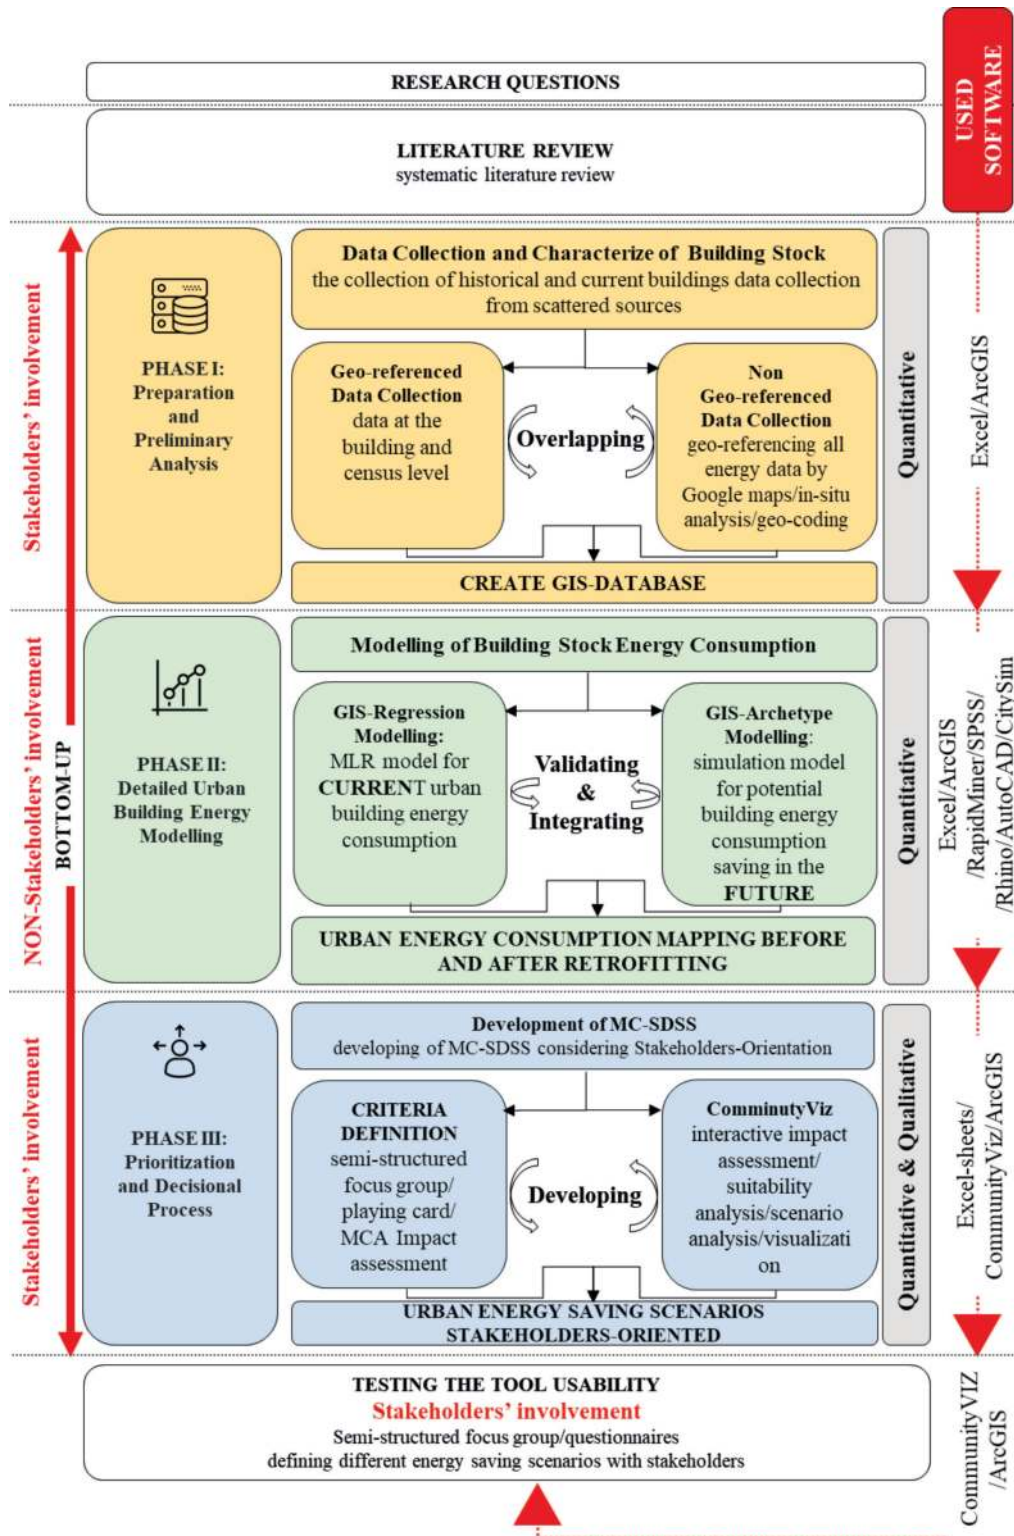 RESEARCH QUESTIONS
USED
SOFTWARE
LITERATURE REVIEW
systematic literature review
Stakeholders' involvement
PHASE I:
Preparation
and
Preliminary
Analysis
Data Collection and Characterize of Building Stock
the collection of historical and current buildings data collection
from scattered sources
Geo-referenced
Data Collection
data at the
building and
census level
Overlapping
Non
Geo-referenced
Data Collection
geo-referencing all
energy data by
Google maps/in-situ
analysis/geo-coding
CREATE GIS-DATABASE
Quantitative
Excel/ArcGIS
NON-Stakeholders' involvement
BOTTOM-UP
PHASE II:
Detailed Urban
Building Energy
Modelling
Modelling of Building Stock Energy Consumption
GIS-Regression
Modelling:
MLR model for
CURRENT urban
building energy
consumption
Validating
&
Integrating
GIS-Archetype
Modelling:
simulation model
for potential
building energy
consumption
saving in the
FUTURE
URBAN ENERGY CONSUMPTION MAPPING BEFORE
AND AFTER RETROFITTING
Quantitative
Excel/ArcGIS
/RapidMiner/SPSS/
/Rhino/AutoCAD/CitySim
Stakeholders' involvement
PHASE III:
Prioritization
and Decisional
Process
Development of MC-SDSS
developing of MC-SDSS considering Stakeholders-Orientation
CRITERIA
DEFINITION
semi-structured
focus group/
playing card/
MCA Impact
assessment
Developing
ComminutyViz
interactive impact
assessment/
suitability
analysis/scenario
analysis/visualizati
on
URBAN ENERGY SAVING SCENARIOS
STAKEHOLDERS-ORIENTED
Quantitative & Qualitative
Excel-sheets/
CommunityViz/ArcGIS
TESTING THE TOOL USABILITY
Stakeholders' involvement
Semi-structured focus group/questionnaires
defining different energy saving scenarios with stakeholders
CommunityVIZ
/ArcGIS